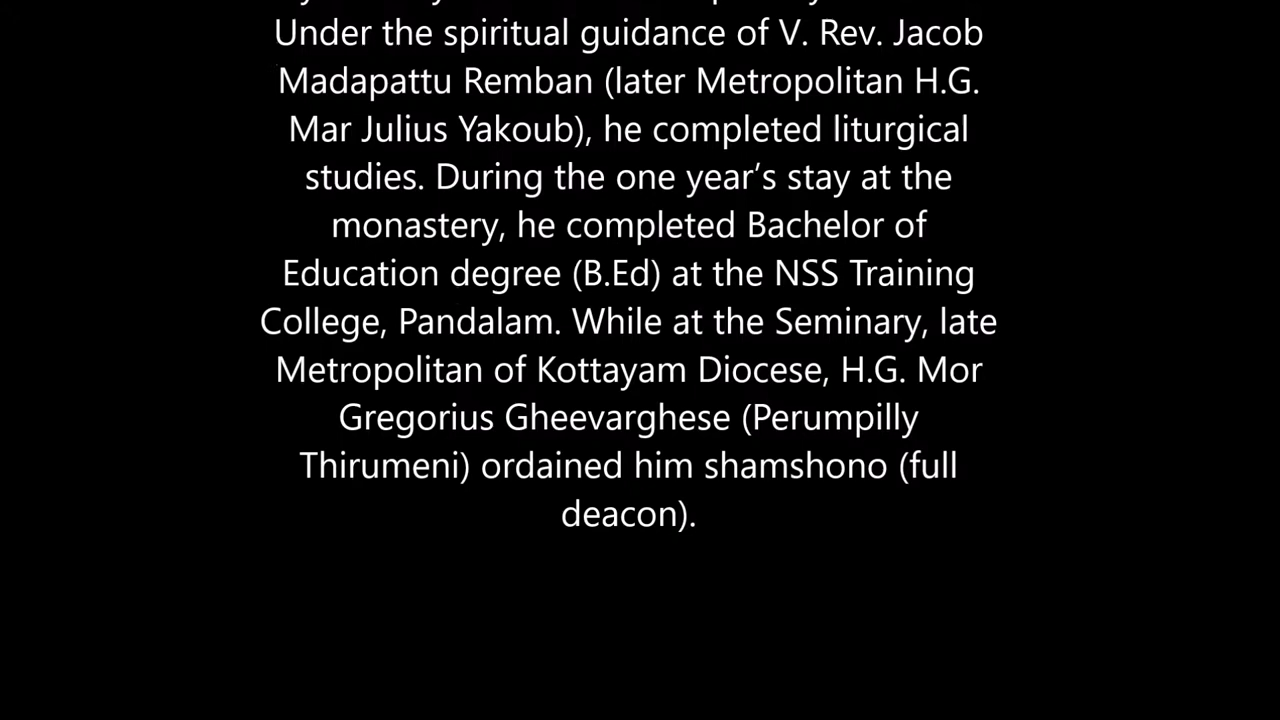 Under the spiritual guidance of V. Rev. Jacob
Madapattu Remban (later Metropolitan H.G.
Mar Julius Yakoub), he completed liturgical
studies. During the one year’s stay at the
monastery, he completed Bachelor of
Education degree (B.Ed) at the NSS Training
College, Pandalam. While at the Seminary, late
Metropolitan of Kottayam Diocese, H.G. Mor
Gregorius Gheevarghese (Perumpilly
Thirumeni) ordained him shamshono (full
deacon).